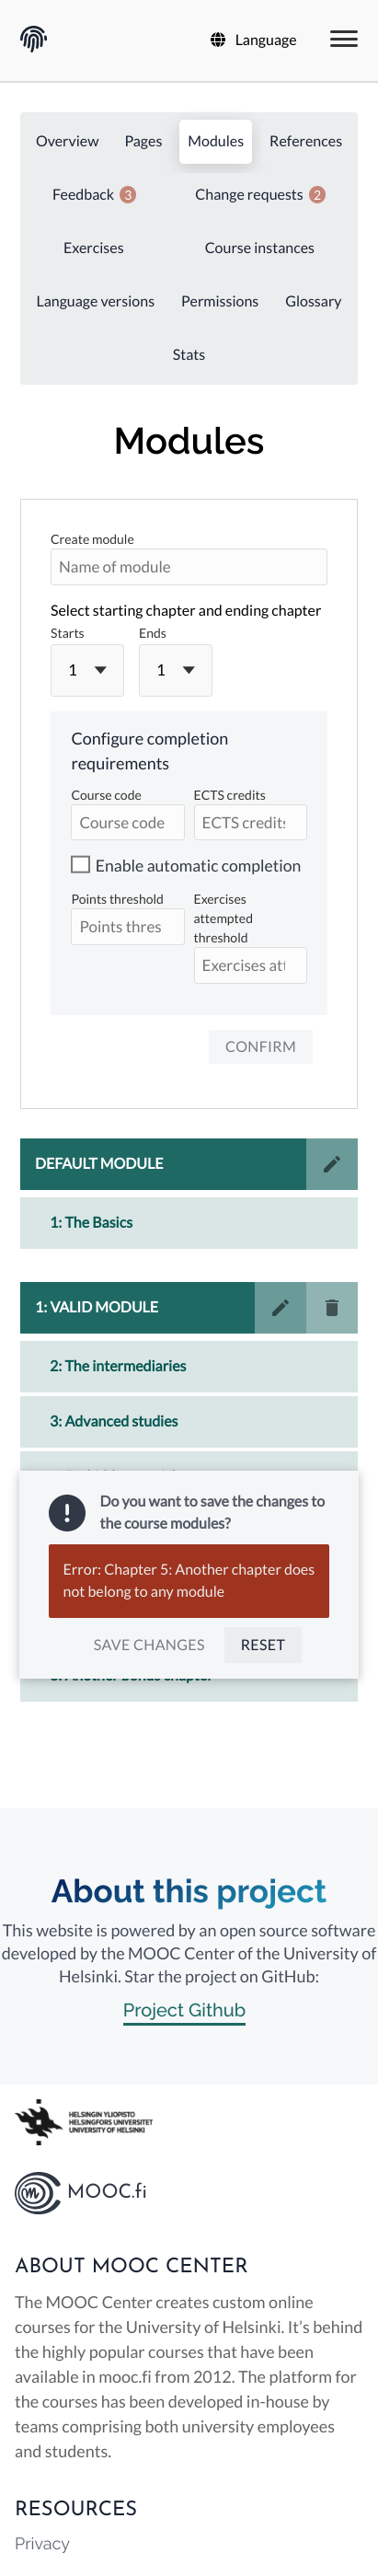 Language
Overview Pages Modules References
Feedback 3 Change requests 2
Exercises Course instances
Language versions Permissions Glossary
Stats
Modules
Create module
Name of module
Select starting chapter and ending chapter
Starts Ends
1 1
Configure completion
requirements
Course code ECTS credits
Course code ECTS credits
Enable automatic completion
Points threshold Exercises
attempted
threshold
Points thres
Exercises att
CONFIRM
DEFAULT MODULE
1: The Basics
1: VALID MODULE
2: The intermediaries
3: Advanced studies
Do you want to save the changes to
the course modules?
Error: Chapter 5: Another chapter does
not belong to any module
SAVE CHANGES RESET
About this project
This website is powered by an open source software
developed by the MOOC Center of the University of
Helsinki. Star the project on GitHub:
Project Github
HELSINGIN YLIOPISTO
HELSINGFORS UNIVERSITET
UNIVERSITY OF HELSINKI
MOOC.fi
ABOUT MOOC CENTER
The MOOC Center creates custom online
courses for the University of Helsinki. It’s behind
the highly popular courses that have been
available in mooc.fi from 2012. The platform for
the courses has been developed in-house by
teams comprising both university employees
and students.
RESOURCES
Privacy